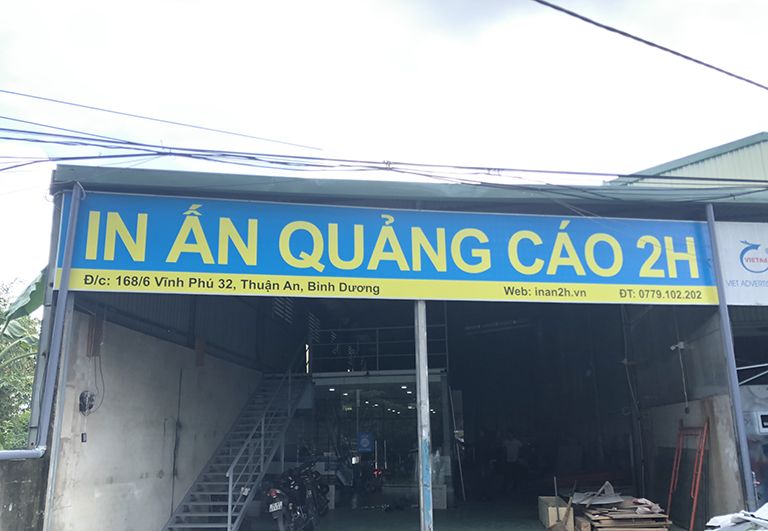 IN ẤN QUẢNG CÁO 2H
Đ/c: 168/6 Vĩnh Phú 32, Thuận An, Bình Dương
Web: inan2h.vn
ĐT: 0779.102.202